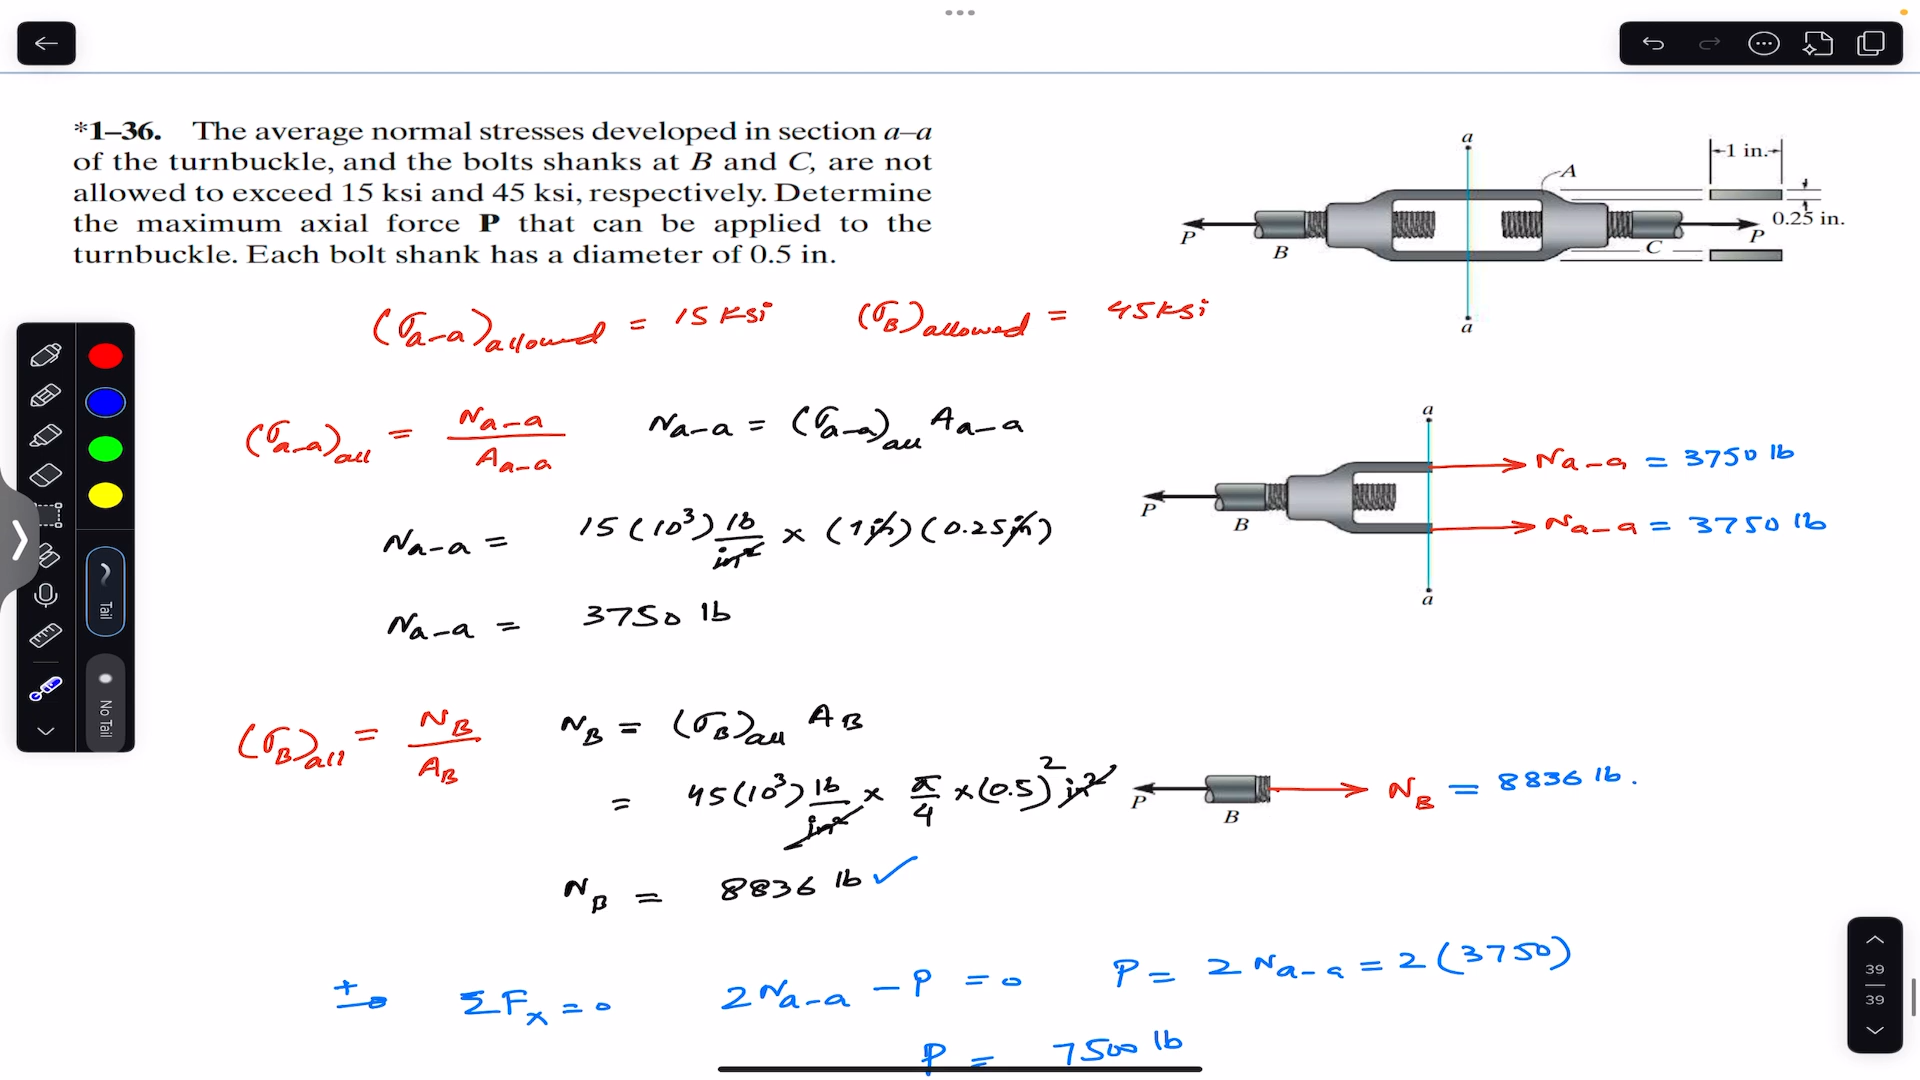 *1–36. The average normal stresses developed in section a–a
of the turnbuckle, and the bolts shanks at B and C, are not
allowed to exceed 15 ksi and 45 ksi, respectively. Determine
the maximum axial force P that can be applied to the
turnbuckle. Each bolt shank has a diameter of 0.5 in.
a
A
1 in.
0.25 in.
P
B
C
P
a
(σa-a)allowed = 15 ksi (σB)allowed = 45 ksi
(σa-a)all = Na-a / Aa-a Na-a = (σa-a)all Aa-a
a
Na-a = 3750 lb
P
B
Na-a = 3750 lb
a
Na-a = 15(10³) lb/in² × (1 in)(0.25 in)
Na-a = 3750 lb
(σB)all = NB / AB NB = (σB)all AB
= 45(10³) lb/in² × π/4 × (0.5)² in²
P
B
NB = 8836 lb.
NB = 8836 lb ✓
+→ ΣFx = 0 2Na-a − P = 0 P = 2Na-a = 2(3750)
P = 7500 lb
Tail
No Tail
39
39